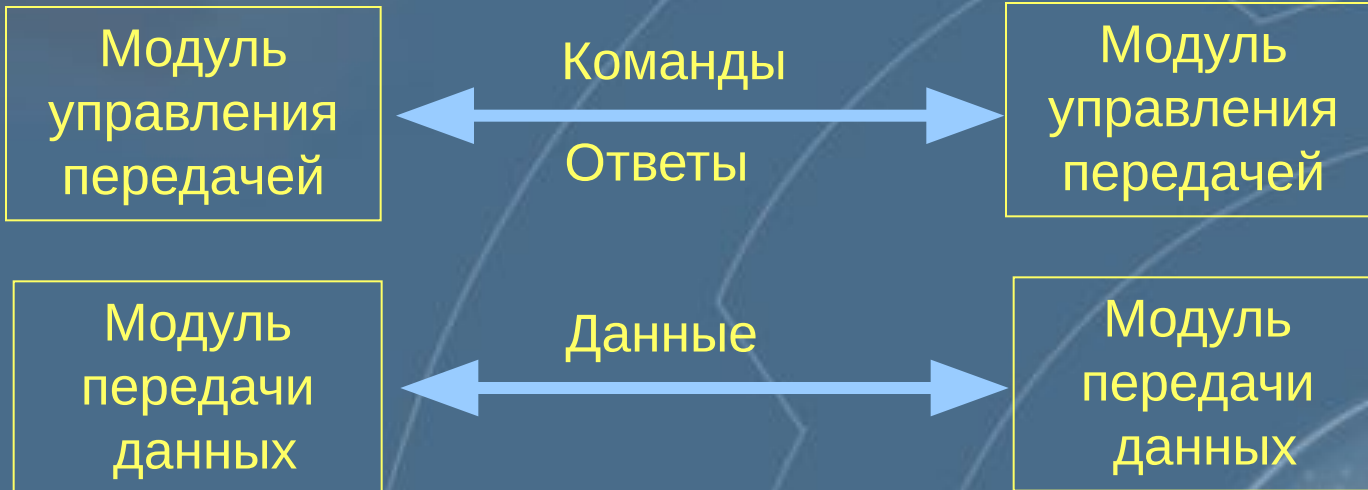 Модуль
управления
передачей
Команды
Ответы
Модуль
управления
передачей
Модуль
передачи
данных
Данные
Модуль
передачи
данных